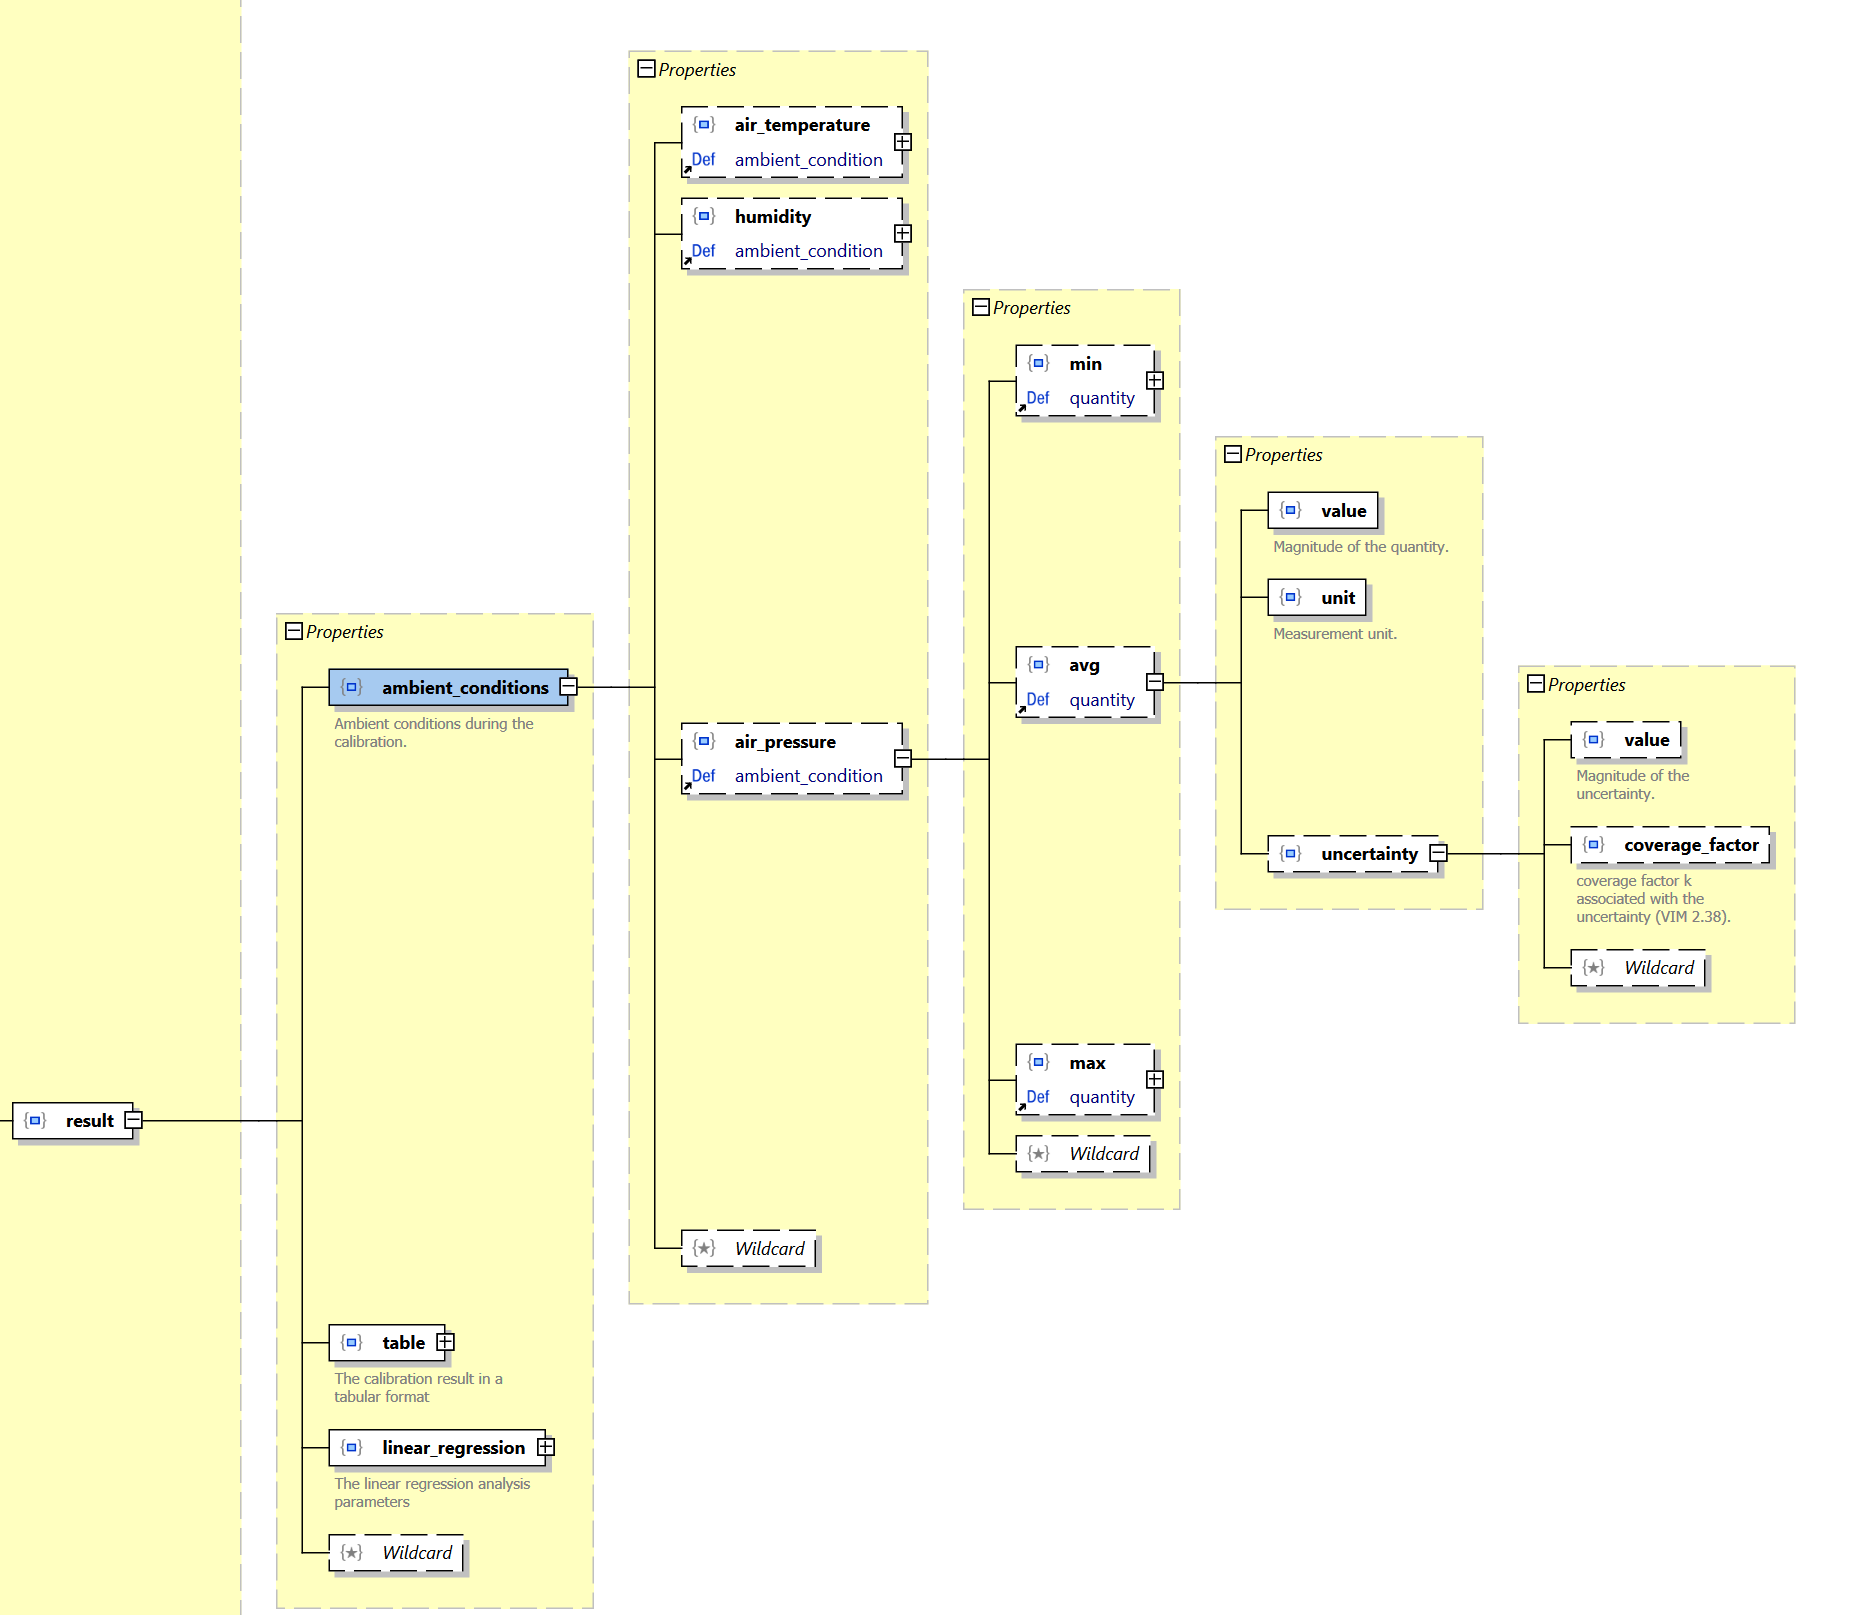 Properties
air_temperature
Def ambient_condition
humidity
Def ambient_condition
Properties
min
Def quantity
Properties
value
Magnitude of the quantity.
unit
Measurement unit.
Properties
ambient_conditions
Ambient conditions during the
calibration.
avg
Def quantity
Properties
value
Magnitude of the
uncertainty.
air_pressure
Def ambient_condition
uncertainty
coverage_factor
coverage factor k
associated with the
uncertainty (VIM 2.38).
Wildcard
max
Def quantity
result
Wildcard
Wildcard
table
The calibration result in a
tabular format
linear_regression
The linear regression analysis
parameters
Wildcard